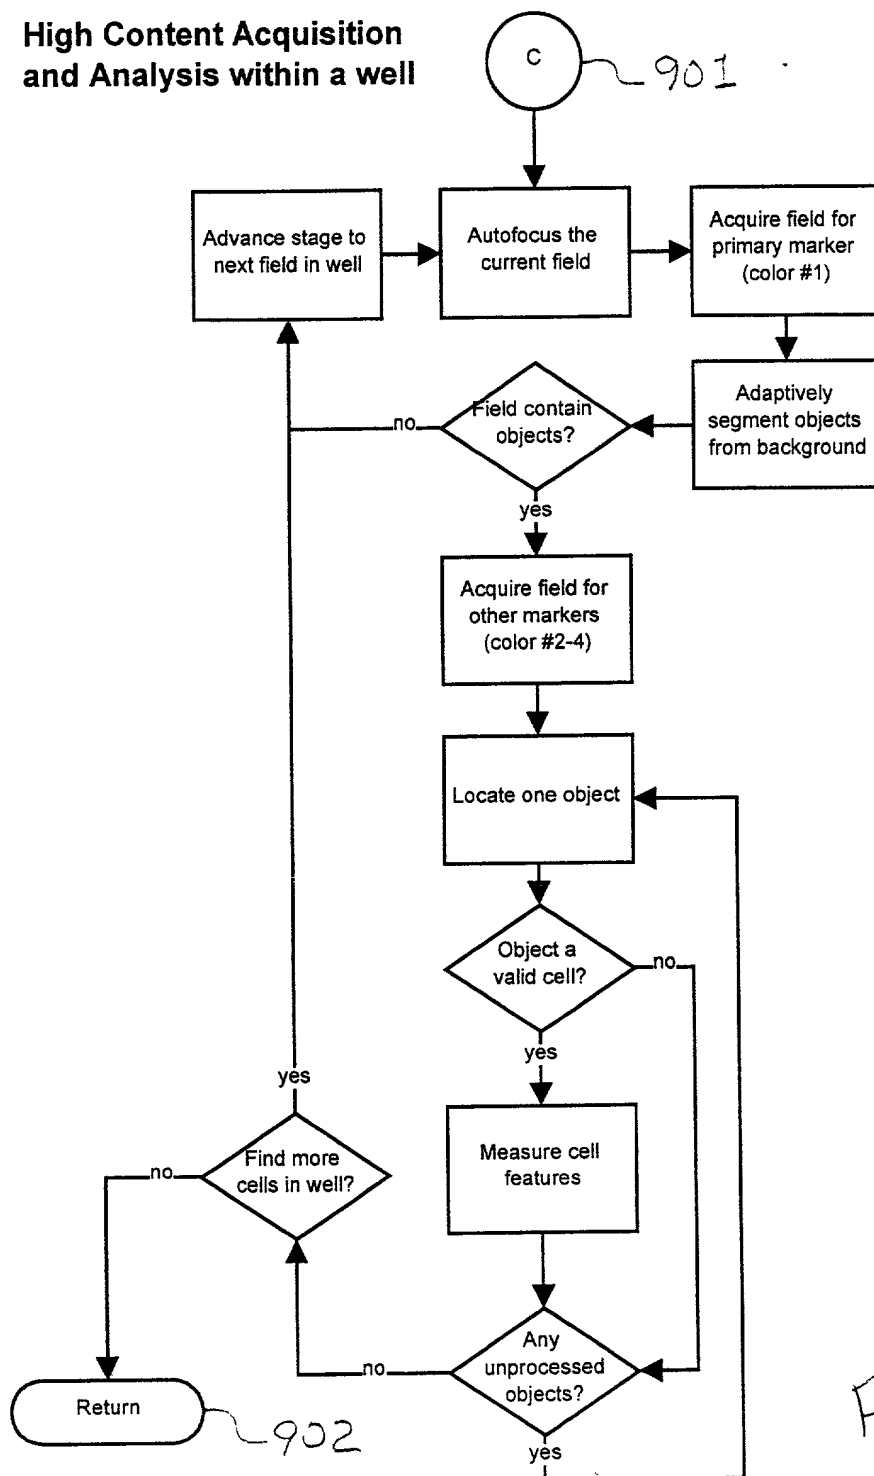 High Content Acquisition
and Analysis within a well
C
901
Advance stage to
next field in well
Autofocus the
current field
Acquire field for
primary marker
(color #1)
Adaptively
segment objects
from background
Field contain
objects?
no
yes
Acquire field for
other markers
(color #2-4)
Locate one object
Object a
valid cell?
no
yes
Measure cell
features
yes
Find more
cells in well?
no
Any
unprocessed
objects?
no
yes
Return
902